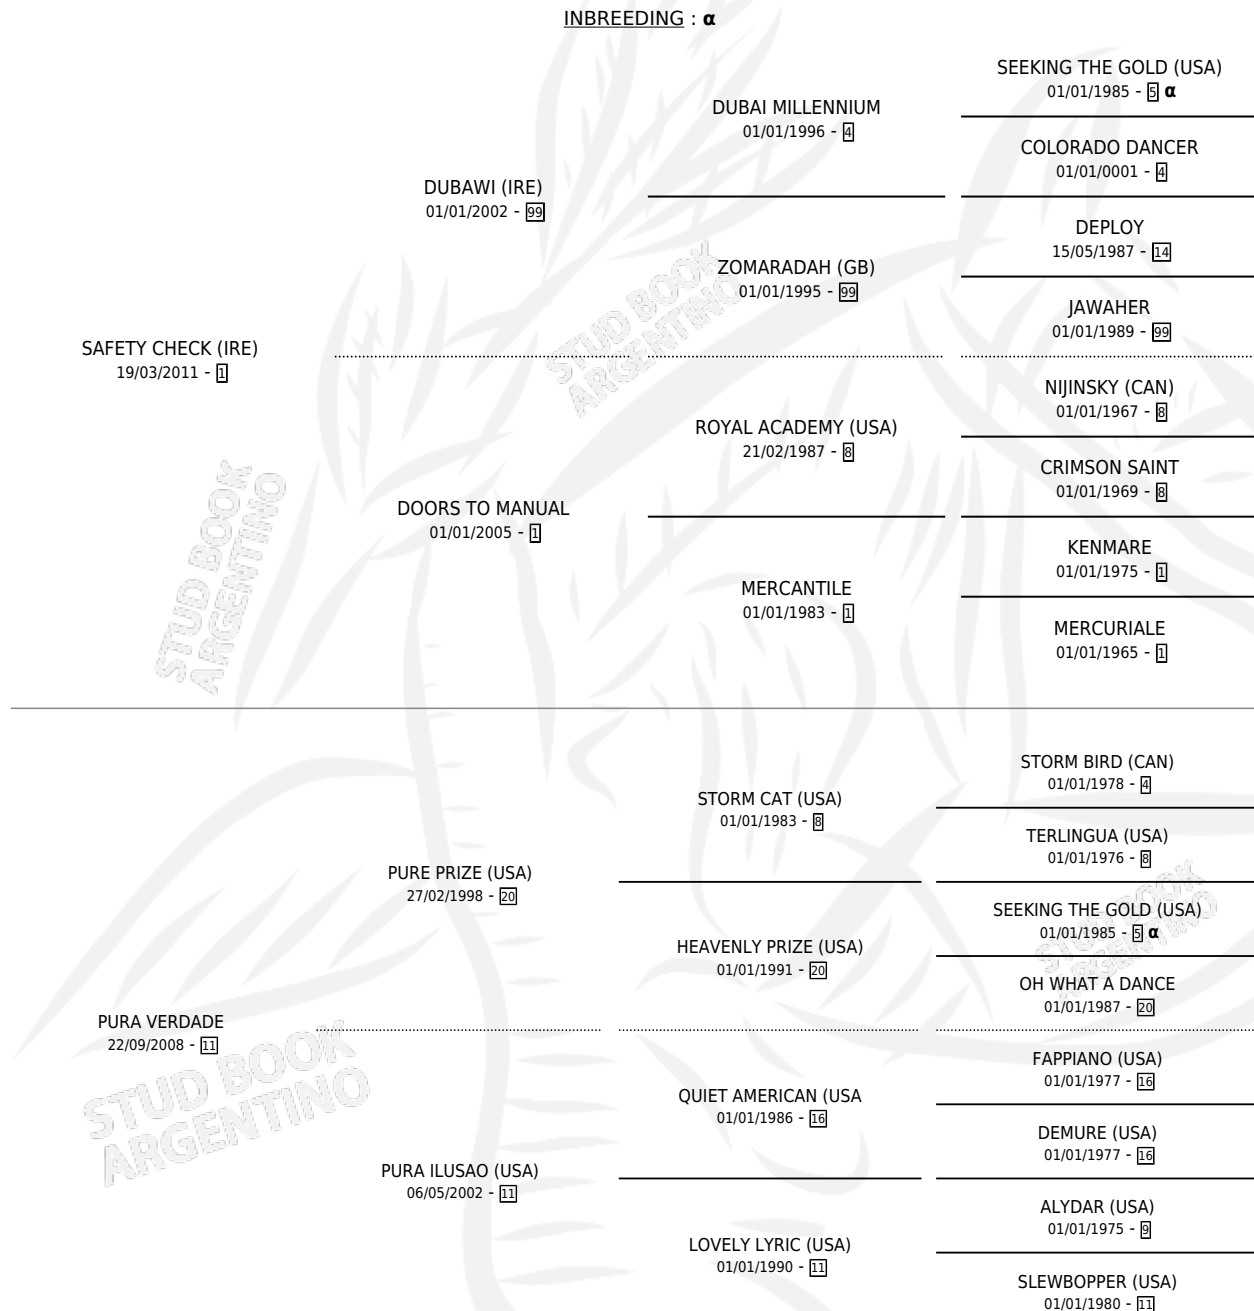 INBREEDING : α
SEEKING THE GOLD (USA)
01/01/1985 - 5 α
DUBAI MILLENNIUM
01/01/1996 - 4
COLORADO DANCER
01/01/0001 - 4
DUBAWI (IRE)
01/01/2002 - 99
DEPLOY
15/05/1987 - 14
ZOMARADAH (GB)
01/01/1995 - 99
JAWAHER
01/01/1989 - 99
SAFETY CHECK (IRE)
19/03/2011 - 1
NIJINSKY (CAN)
01/01/1967 - 8
ROYAL ACADEMY (USA)
21/02/1987 - 8
CRIMSON SAINT
01/01/1969 - 8
DOORS TO MANUAL
01/01/2005 - 1
KENMARE
01/01/1975 - 1
MERCANTILE
01/01/1983 - 1
MERCURIALE
01/01/1965 - 1
STORM BIRD (CAN)
01/01/1978 - 4
STORM CAT (USA)
01/01/1983 - 8
TERLINGUA (USA)
01/01/1976 - 8
PURE PRIZE (USA)
27/02/1998 - 20
SEEKING THE GOLD (USA)
01/01/1985 - 5 α
HEAVENLY PRIZE (USA)
01/01/1991 - 20
OH WHAT A DANCE
01/01/1987 - 20
PURA VERDADE
22/09/2008 - 11
FAPPIANO (USA)
01/01/1977 - 16
QUIET AMERICAN (USA
01/01/1986 - 16
DEMURE (USA)
01/01/1977 - 16
PURA ILUSAO (USA)
06/05/2002 - 11
ALYDAR (USA)
01/01/1975 - 9
LOVELY LYRIC (USA)
01/01/1990 - 11
SLEWBOPPER (USA)
01/01/1980 - 11
STUD BOOK
ARGENTINO
STUD BOOK
ARGENTINO
STUD BOOK
ARGENTINO
STUD BOOK
ARGENTINO